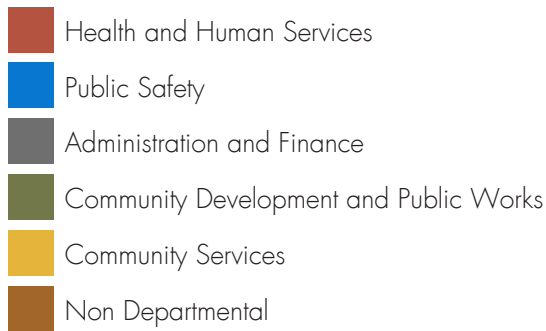 Health and Human Services
Public Safety
Administration and Finance
Community Development and Public Works
Community Services
Non Departmental